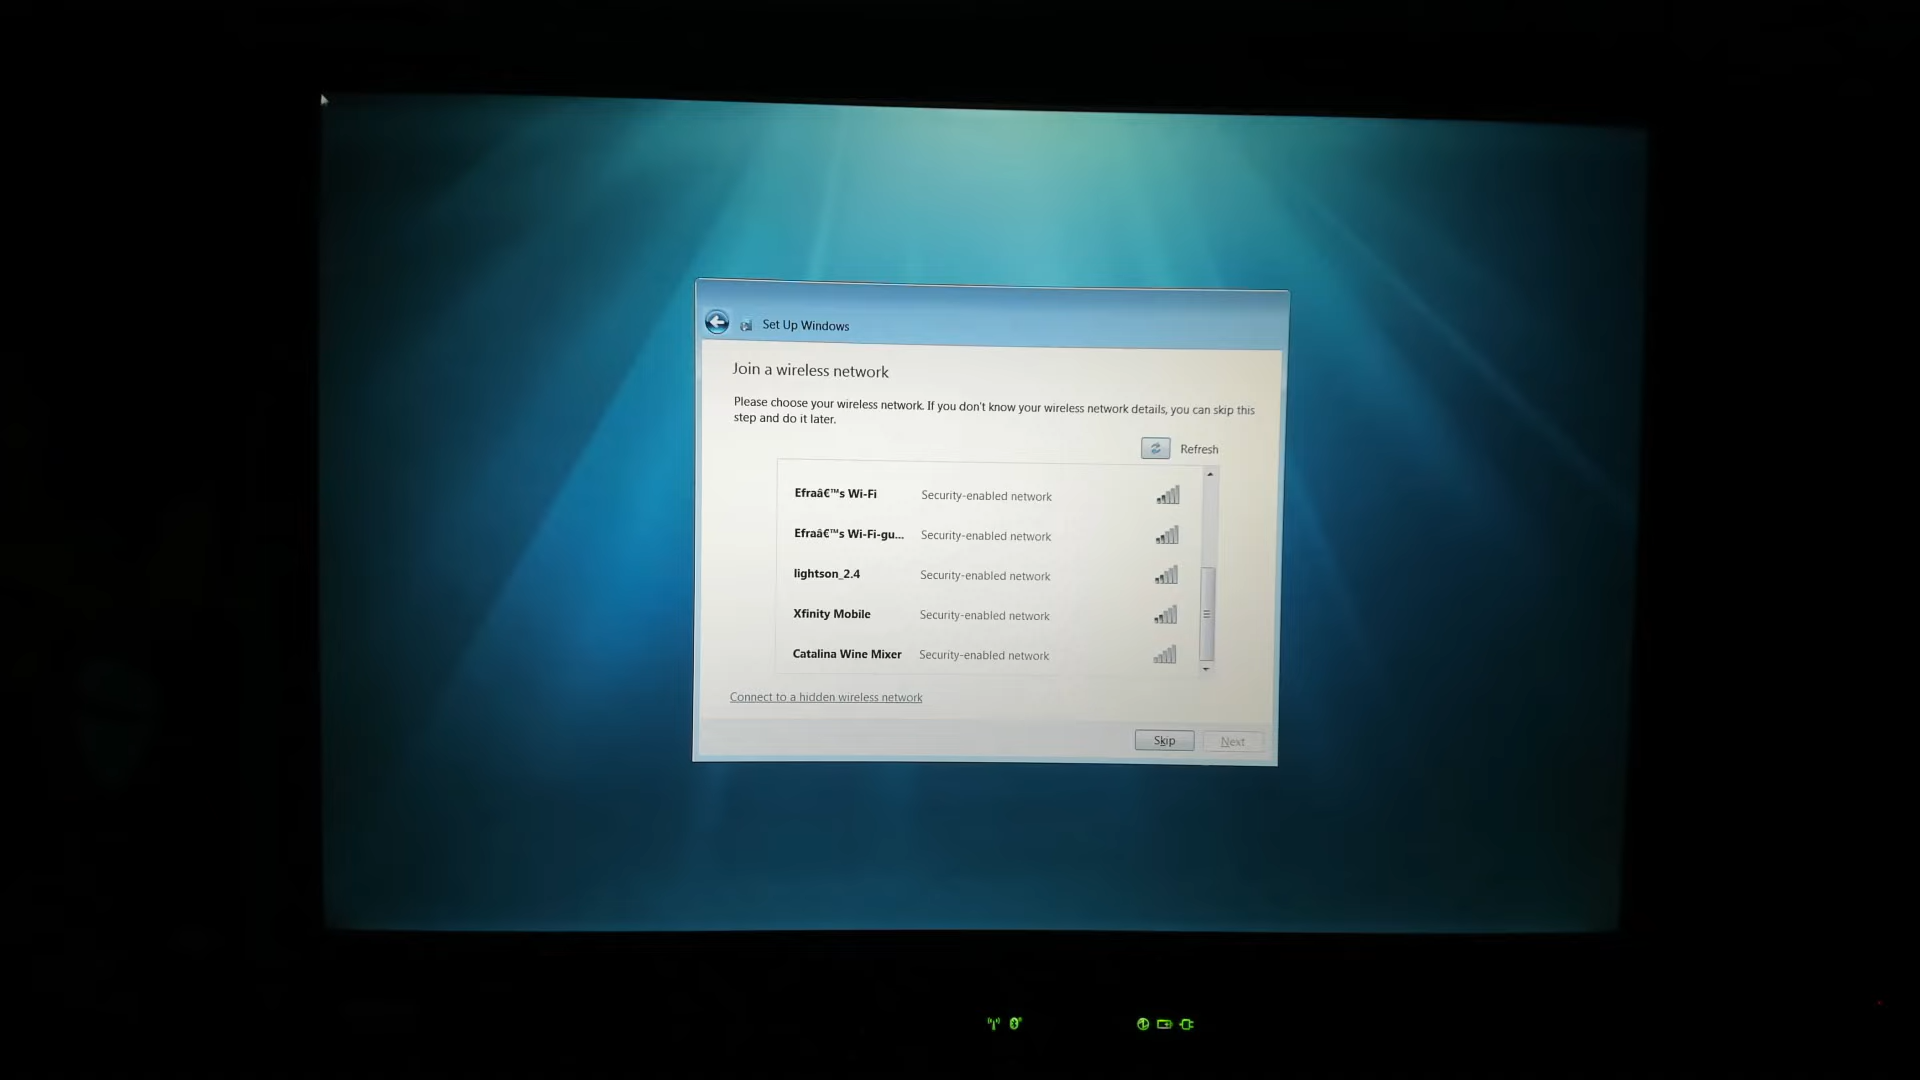 Set Up Windows
Join a wireless network
Please choose your wireless network. If you don't know your wireless network details, you can skip this
step and do it later.
Refresh
Efraâ€™s Wi-Fi Security-enabled network
Efraâ€™s Wi-Fi-gu... Security-enabled network
lightson_2.4 Security-enabled network
Xfinity Mobile Security-enabled network
Catalina Wine Mixer Security-enabled network
Connect to a hidden wireless network
Skip Next